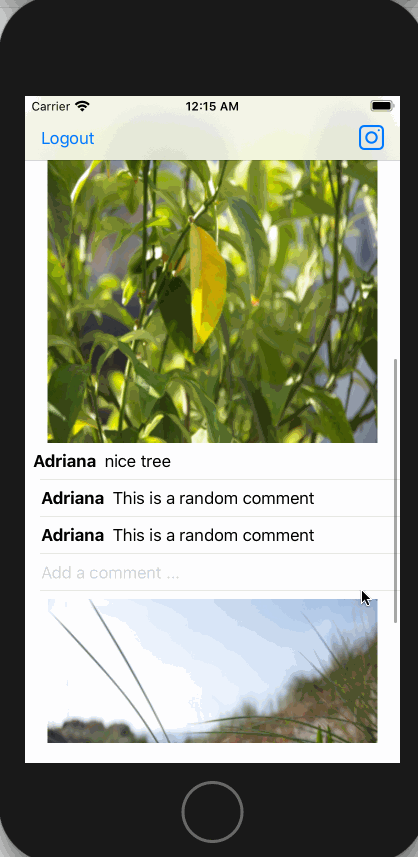 Carrier 12:15 AM
Logout
Adriana nice tree
Adriana This is a random comment
Adriana This is a random comment
Add a comment ...